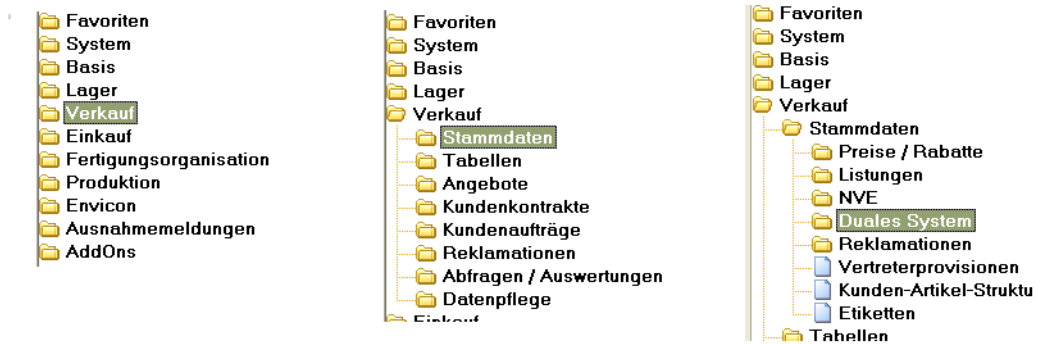 Favoriten
System
Basis
Lager
Verkauf
Einkauf
Fertigungsorganisation
Produktion
Envicon
Ausnahmemeldungen
AddOns
Favoriten
System
Basis
Lager
Verkauf
Stammdaten
Tabellen
Angebote
Kundenkontrakte
Kundenaufträge
Reklamationen
Abfragen / Auswertungen
Datenpflege
Einkauf
Favoriten
System
Basis
Lager
Verkauf
Stammdaten
Preise / Rabatte
Listungen
NVE
Duales System
Reklamationen
Vertreterprovisionen
Kunden-Artikel-Struktu
Etiketten
Tabellen